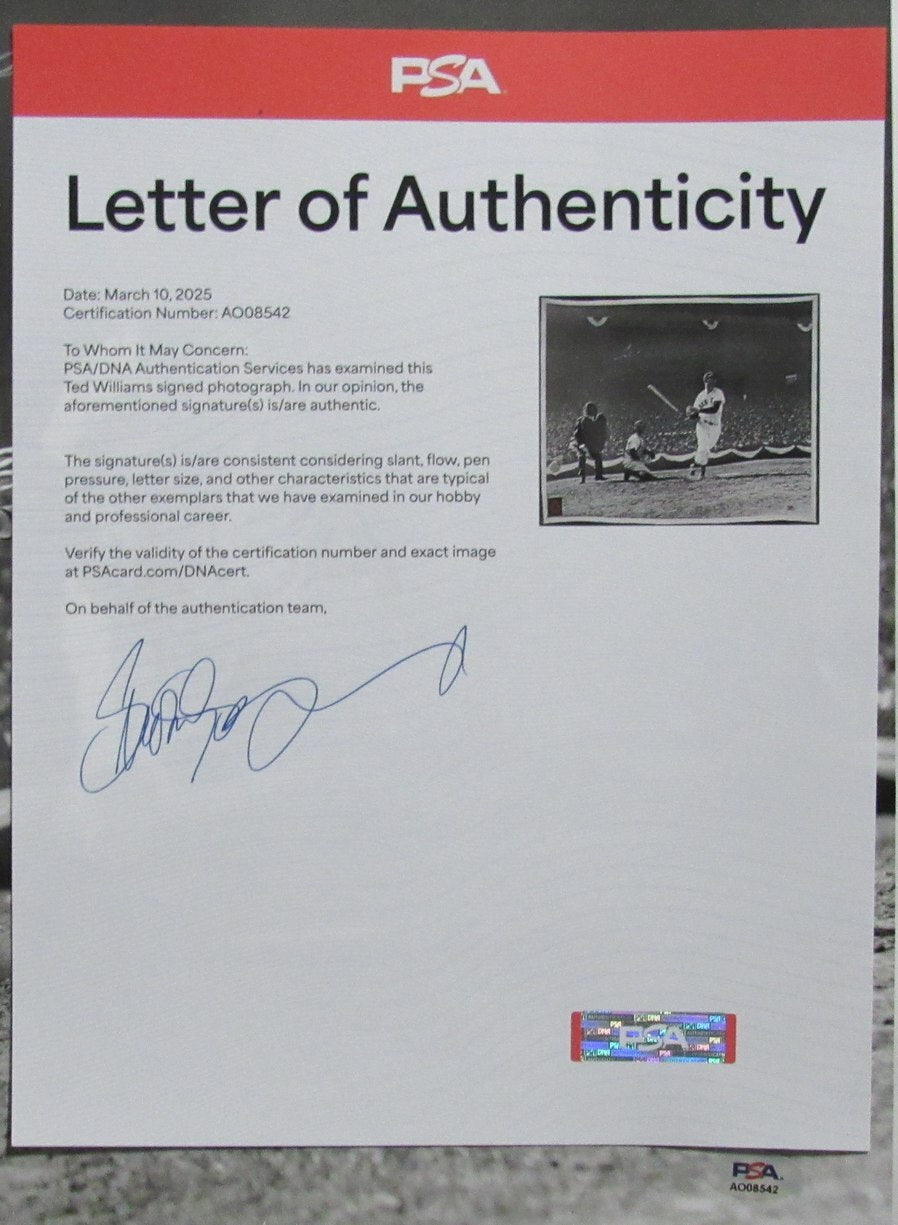 PSA
Letter of Authenticity
Date: March 10, 2025
Certification Number: AO08542
To Whom It May Concern:
PSA/DNA Authentication Services has examined this
Ted Williams signed photograph. In our opinion, the
aforementioned signature(s) is/are authentic.
The signature(s) is/are consistent considering slant, flow, pen
pressure, letter size, and other characteristics that are typical
of the other exemplars that we have examined in our hobby
and professional career.
Verify the validity of the certification number and exact image
at PSAcard.com/DNAcert.
On behalf of the authentication team,
PSA
PSA
AO08542